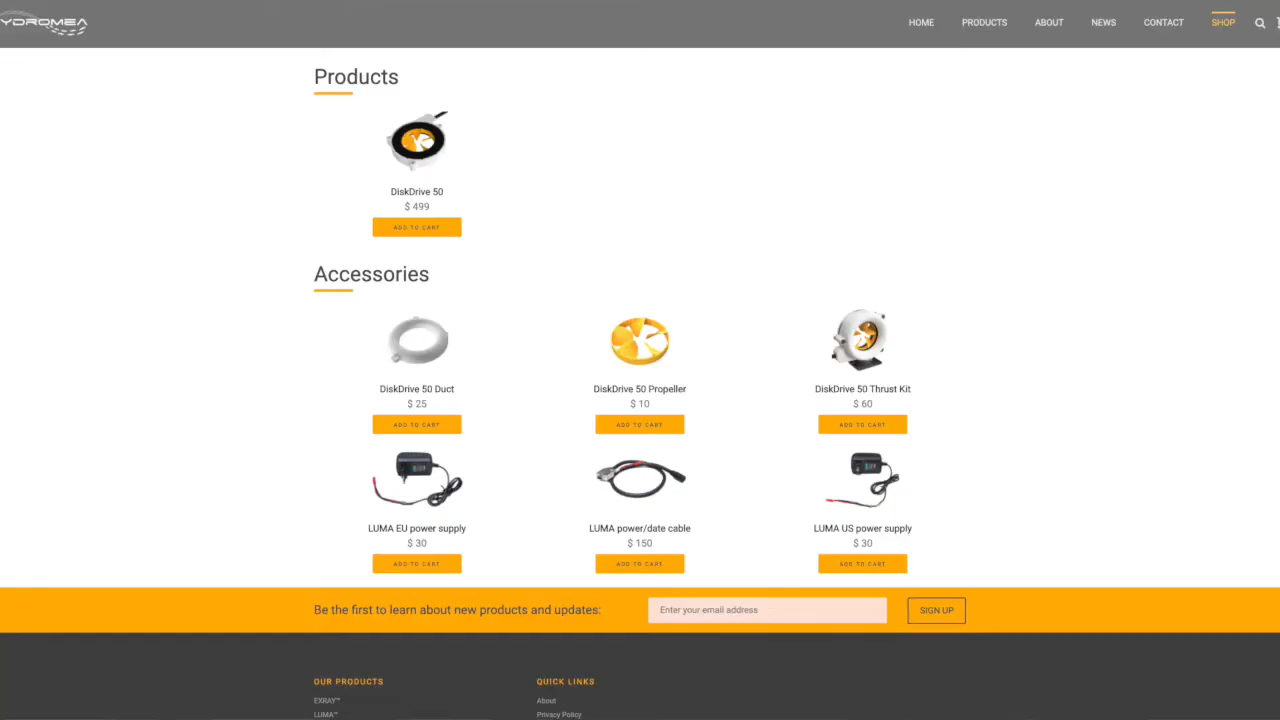 YDROMEA
HOME PRODUCTS ABOUT NEWS CONTACT SHOP
Products
DiskDrive 50
$ 499
ADD TO CART
Accessories
DiskDrive 50 Duct
$ 25
ADD TO CART
DiskDrive 50 Propeller
$ 10
ADD TO CART
DiskDrive 50 Thrust Kit
$ 60
ADD TO CART
LUMA EU power supply
$ 30
ADD TO CART
LUMA power/date cable
$ 150
ADD TO CART
LUMA US power supply
$ 30
ADD TO CART
Be the first to learn about new products and updates:
Enter your email address
SIGN UP
OUR PRODUCTS
EXRAY™
LUMA™
QUICK LINKS
About
Privacy Policy